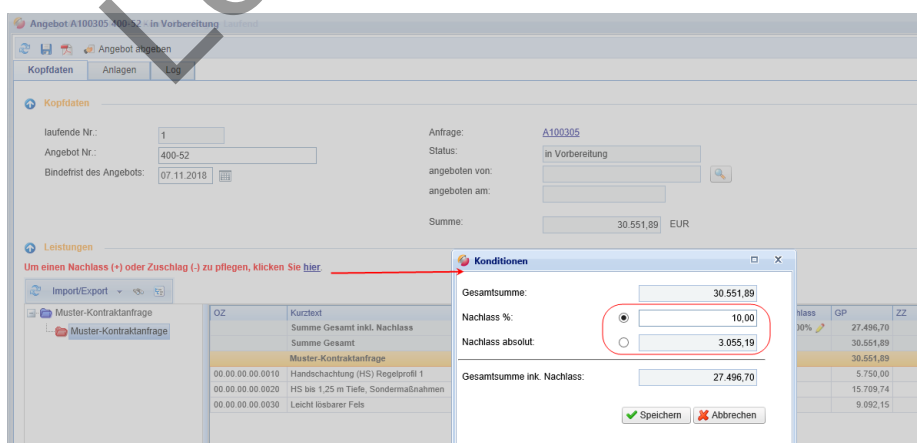 Angebot A100305 400-52 - in Vorbereitung
Angebot abgeben
Kopfdaten Anlagen Log
Kopfdaten
laufende Nr.: 1 Anfrage: A100305
Angebot Nr.: 400-52 Status: in Vorbereitung
Bindefrist des Angebots: 07.11.2018 angeboten von:
angeboten am:
Summe: 30.551,89 EUR
Leistungen
Um einen Nachlass (+) oder Zuschlag (-) zu pflegen, klicken Sie hier.
Import/Export
Muster-Kontraktanfrage
Muster-Kontraktanfrage
OZ Kurztext GP ZZ
Summe Gesamt inkl. Nachlass 27.496,70
Summe Gesamt 30.551,89
Muster-Kontraktanfrage 30.551,89
00.00.00.00.0010 Handschachtung (HS) Regelprofil 1 5.750,00
00.00.00.00.0020 HS bis 1,25 m Tiefe, Sondermaßnahmen 15.709,74
00.00.00.00.0030 Leicht lösbarer Fels 9.092,15
Konditionen
Gesamtsumme: 30.551,89
Nachlass %: 10,00
Nachlass absolut: 3.055,19
Gesamtsumme ink. Nachlass: 27.496,70
Speichern Abbrechen